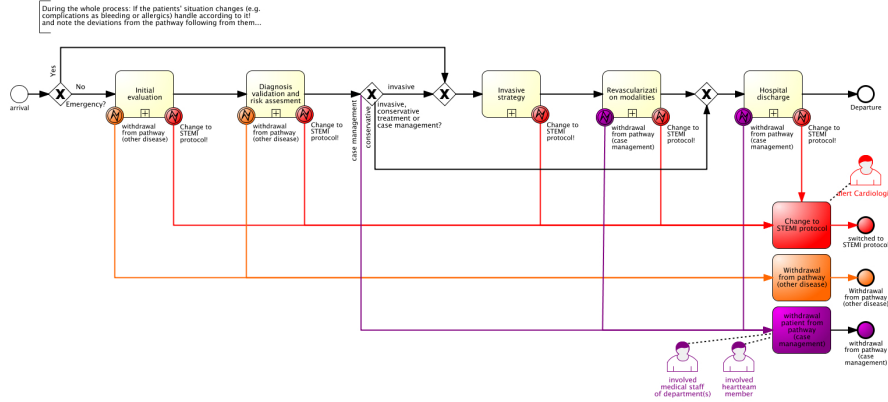 During the whole process: If the patients' situation changes (e.g.
complications as bleeding or allergics) handle according to it!
and note the deviations from the pathway following from them...
Yes
No
Emergency?
arrival
Initial
evaluation
Diagnosis
validation and
risk assesment
invasive
invasive,
conservative
treatment or
case management?
case management
conservative
Invasive
strategy
Revascularizati
on modalities
Hospital
discharge
Departure
withdrawal
from pathway
(other disease)
Change to
STEMI
protocol!
withdrawal
from pathway
(other disease)
Change to
STEMI
protocol!
Change to
STEMI
protocol!
withdrawal
from pathway
(case
management)
Change to
STEMI
protocol!
withdrawal
from pathway
(case
management)
Change to
STEMI
protocol!
lert Cardiologi
Change to
STEMI protocol
switched to
STEMI protocol
Withdrawal
from pathway
(other disease)
Withdrawal
from pathway
(other disease)
withdrawal
patient from
pathway
(case
management)
withdrawal
from pathway
(case
management)
involved
medical staff
of department(s)
involved
heartteam
member